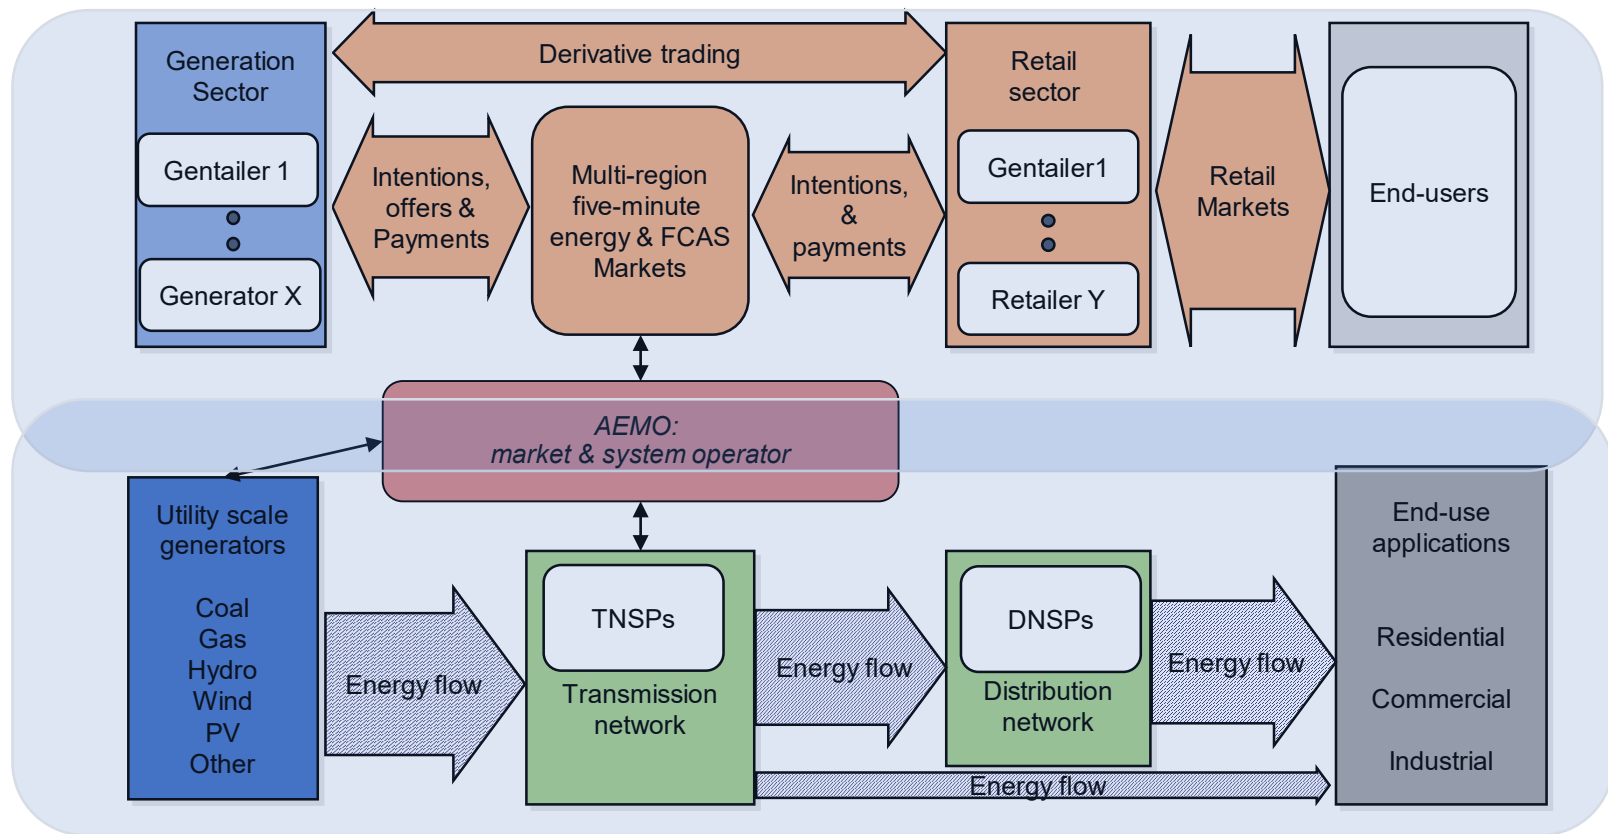 Generation
Sector
Gentailer 1
Generator X
Derivative trading
Intentions,
offers &
Payments
Multi-region
five-minute
energy & FCAS
Markets
Intentions,
&
payments
Retail
sector
Gentailer1
Retailer Y
Retail
Markets
End-users
AEMO:
market & system operator
Utility scale
generators
Coal
Gas
Hydro
Wind
PV
Other
Energy flow
TNSPs
Transmission
network
Energy flow
DNSPs
Distribution
network
Energy flow
Energy flow
End-use
applications
Residential
Commercial
Industrial